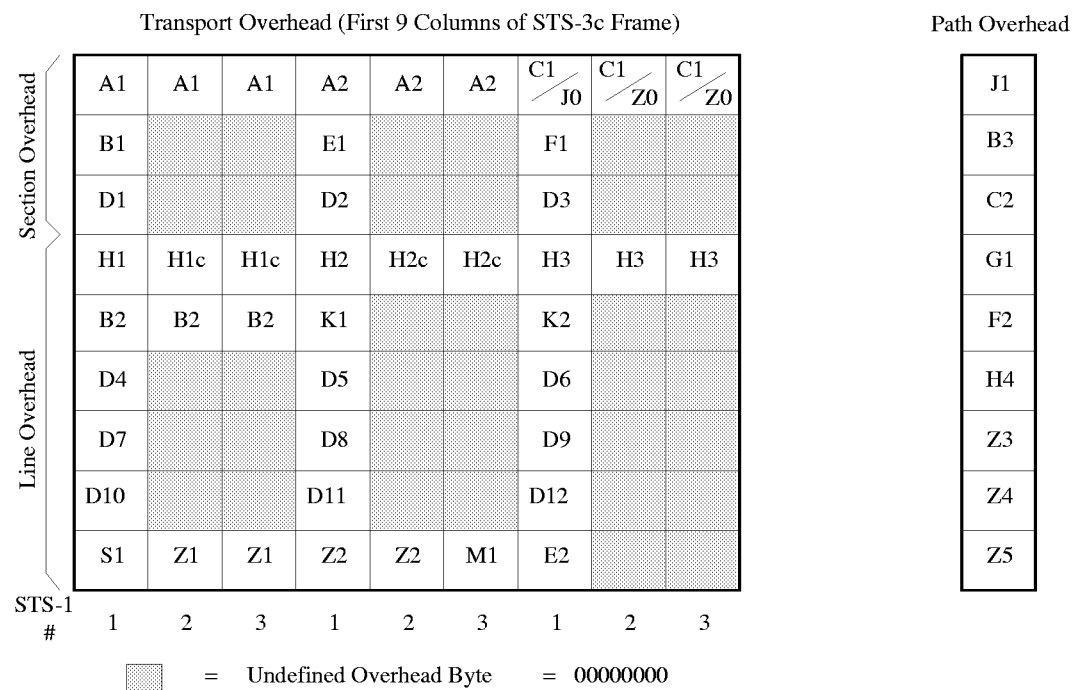 Transport Overhead (First 9 Columns of STS-3c Frame)
Path Overhead
Section Overhead
Line Overhead
A1 A1 A1 A2 A2 A2 C1/J0 C1/Z0 C1/Z0
B1 E1 F1
D1 D2 D3
H1 H1c H1c H2 H2c H2c H3 H3 H3
B2 B2 B2 K1 K2
D4 D5 D6
D7 D8 D9
D10 D11 D12
S1 Z1 Z1 Z2 Z2 M1 E2
STS-1
# 1 2 3 1 2 3 1 2 3
J1
B3
C2
G1
F2
H4
Z3
Z4
Z5
= Undefined Overhead Byte = 00000000